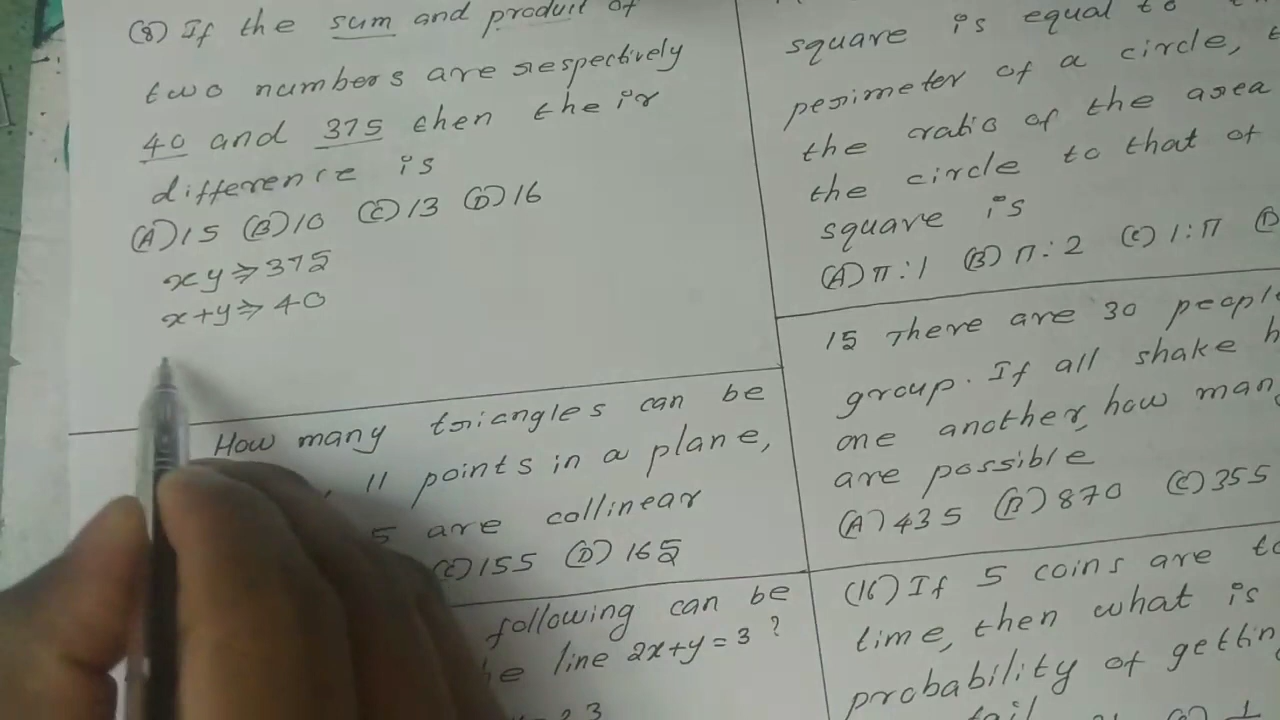 (8) If the sum and product of
two numbers are respectively
40 and 375 then their
difference is
(A) 15 (B) 10 (C) 13 (D) 16
xy ⇒ 375
x+y ⇒ 40
How many triangles can be
11 points in a plane,
5 are collinear
(C) 155 (D) 165
following can be
line 2x+y=3?
square is equal to
perimeter of a circle,
the ratio of the area
the circle to that of
square is
(A) π:1 (B) π:2 (C) 1:π
15 There are 30 people
group. If all shake
one another, how many
are possible
(A) 435 (B) 870 (C) 355
(16) If 5 coins are
time, then what is
probability of getting